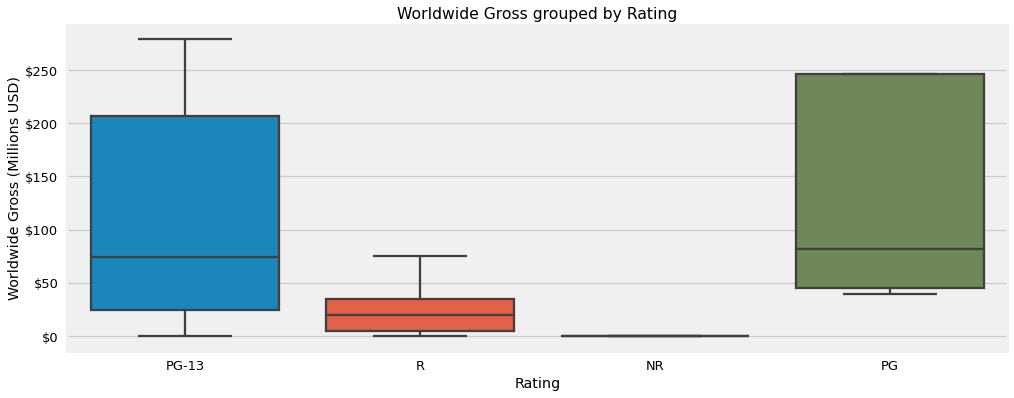 Worldwide Gross grouped by Rating
Worldwide Gross (Millions USD)
$250
$200
$150
$100
$50
$0
PG-13 R NR PG
Rating